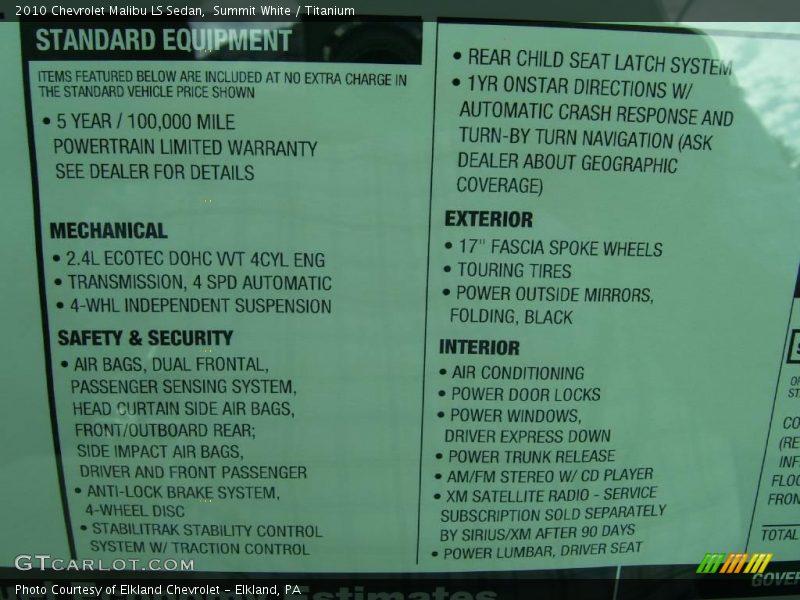 2010 Chevrolet Malibu LS Sedan, Summit White / Titanium
STANDARD EQUIPMENT
ITEMS FEATURED BELOW ARE INCLUDED AT NO EXTRA CHARGE IN
THE STANDARD VEHICLE PRICE SHOWN
• 5 YEAR / 100,000 MILE
POWERTRAIN LIMITED WARRANTY
SEE DEALER FOR DETAILS
MECHANICAL
• 2.4L ECOTEC DOHC VVT 4CYL ENG
• TRANSMISSION, 4 SPD AUTOMATIC
• 4-WHL INDEPENDENT SUSPENSION
SAFETY & SECURITY
• AIR BAGS, DUAL FRONTAL,
PASSENGER SENSING SYSTEM,
HEAD CURTAIN SIDE AIR BAGS,
FRONT/OUTBOARD REAR;
SIDE IMPACT AIR BAGS,
DRIVER AND FRONT PASSENGER
• ANTI-LOCK BRAKE SYSTEM,
4-WHEEL DISC
• STABILITRAK STABILITY CONTROL
SYSTEM W/ TRACTION CONTROL
• REAR CHILD SEAT LATCH SYSTEM
• 1YR ONSTAR DIRECTIONS W/
AUTOMATIC CRASH RESPONSE AND
TURN-BY TURN NAVIGATION (ASK
DEALER ABOUT GEOGRAPHIC
COVERAGE)
EXTERIOR
• 17" FASCIA SPOKE WHEELS
• TOURING TIRES
• POWER OUTSIDE MIRRORS,
FOLDING, BLACK
INTERIOR
• AIR CONDITIONING
• POWER DOOR LOCKS
• POWER WINDOWS,
DRIVER EXPRESS DOWN
• POWER TRUNK RELEASE
• AM/FM STEREO W/ CD PLAYER
• XM SATELLITE RADIO - SERVICE
SUBSCRIPTION SOLD SEPARATELY
BY SIRIUS/XM AFTER 90 DAYS
• POWER LUMBAR, DRIVER SEAT
TOTAL
GTCarLot.com
Photo Courtesy of Elkland Chevrolet – Elkland, PA
Estimates